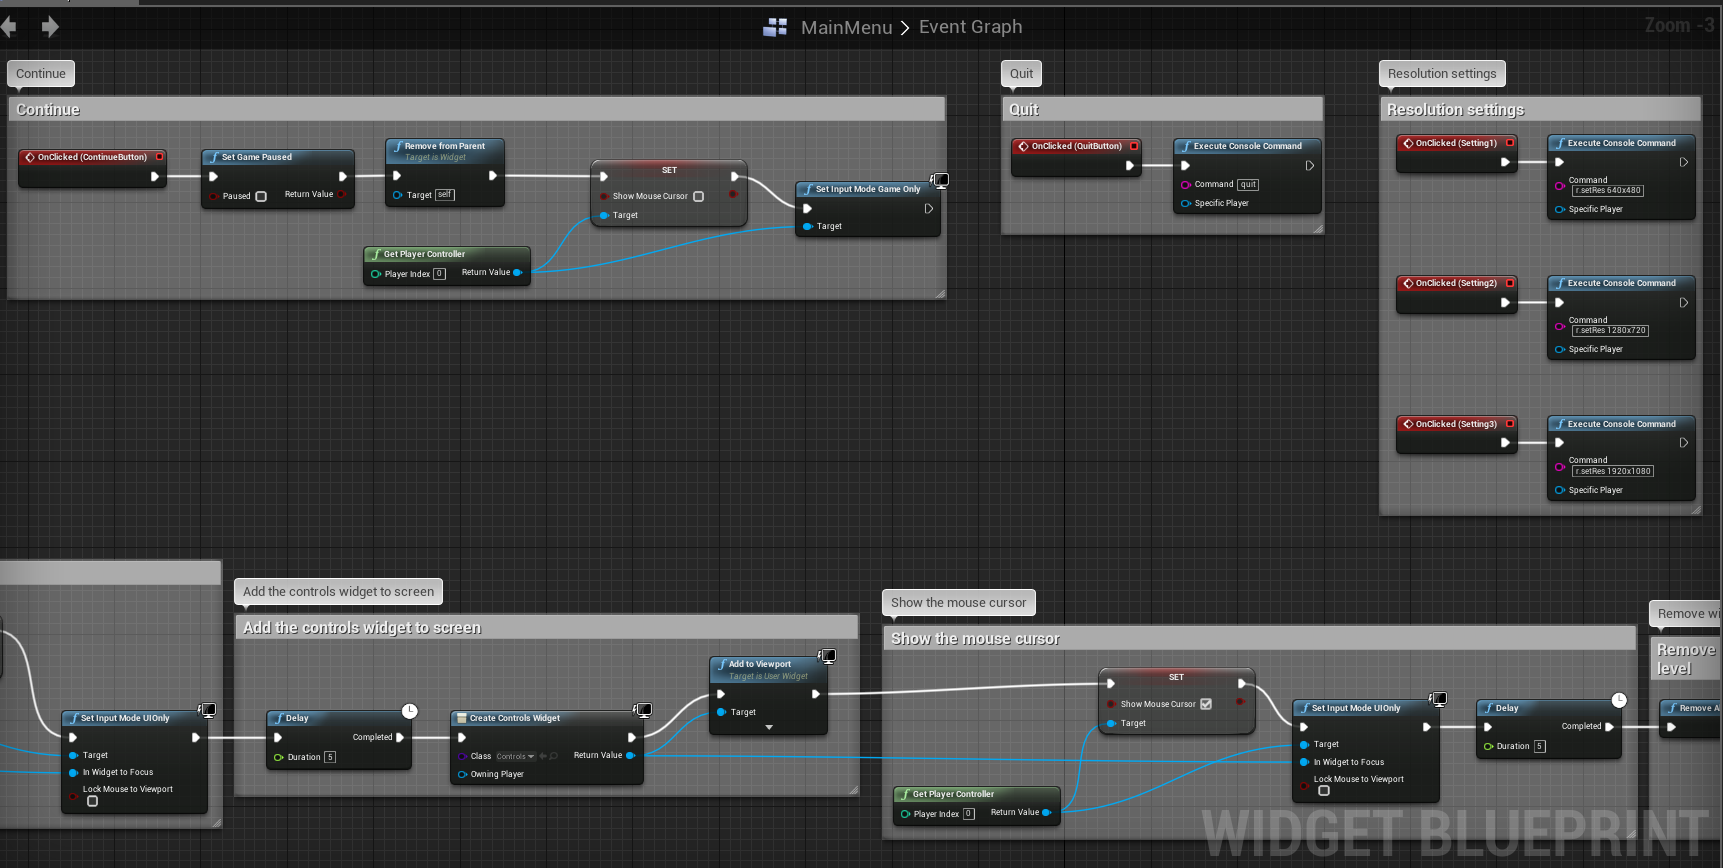 MainMenu > Event Graph
Zoom -3
Continue
Continue
OnClicked (ContinueButton)
Set Game Paused
Paused
Return Value
Remove from Parent
Target is Widget
Target self
SET
Show Mouse Cursor
Target
Set Input Mode Game Only
Target
Get Player Controller
Player Index 0
Return Value
Quit
Quit
OnClicked (QuitButton)
Execute Console Command
Command quit
Specific Player
Resolution settings
Resolution settings
OnClicked (Setting1)
Execute Console Command
Command
r.setRes 640x480
Specific Player
OnClicked (Setting2)
Execute Console Command
Command
r.setRes 1280x720
Specific Player
OnClicked (Setting3)
Execute Console Command
Command
r.setRes 1920x1080
Specific Player
Set Input Mode UIOnly
Target
In Widget to Focus
Lock Mouse to Viewport
Add the controls widget to screen
Add the controls widget to screen
Delay
Completed
Duration 5
Create Controls Widget
Class Controls
Return Value
Owning Player
Add to Viewport
Target is User Widget
Target
Show the mouse cursor
Show the mouse cursor
SET
Show Mouse Cursor
Target
Get Player Controller
Player Index 0
Return Value
Set Input Mode UIOnly
Target
In Widget to Focus
Lock Mouse to Viewport
Delay
Completed
Duration 5
Remove wi
Remove
level
Remove A
WIDGET BLUEPRINT